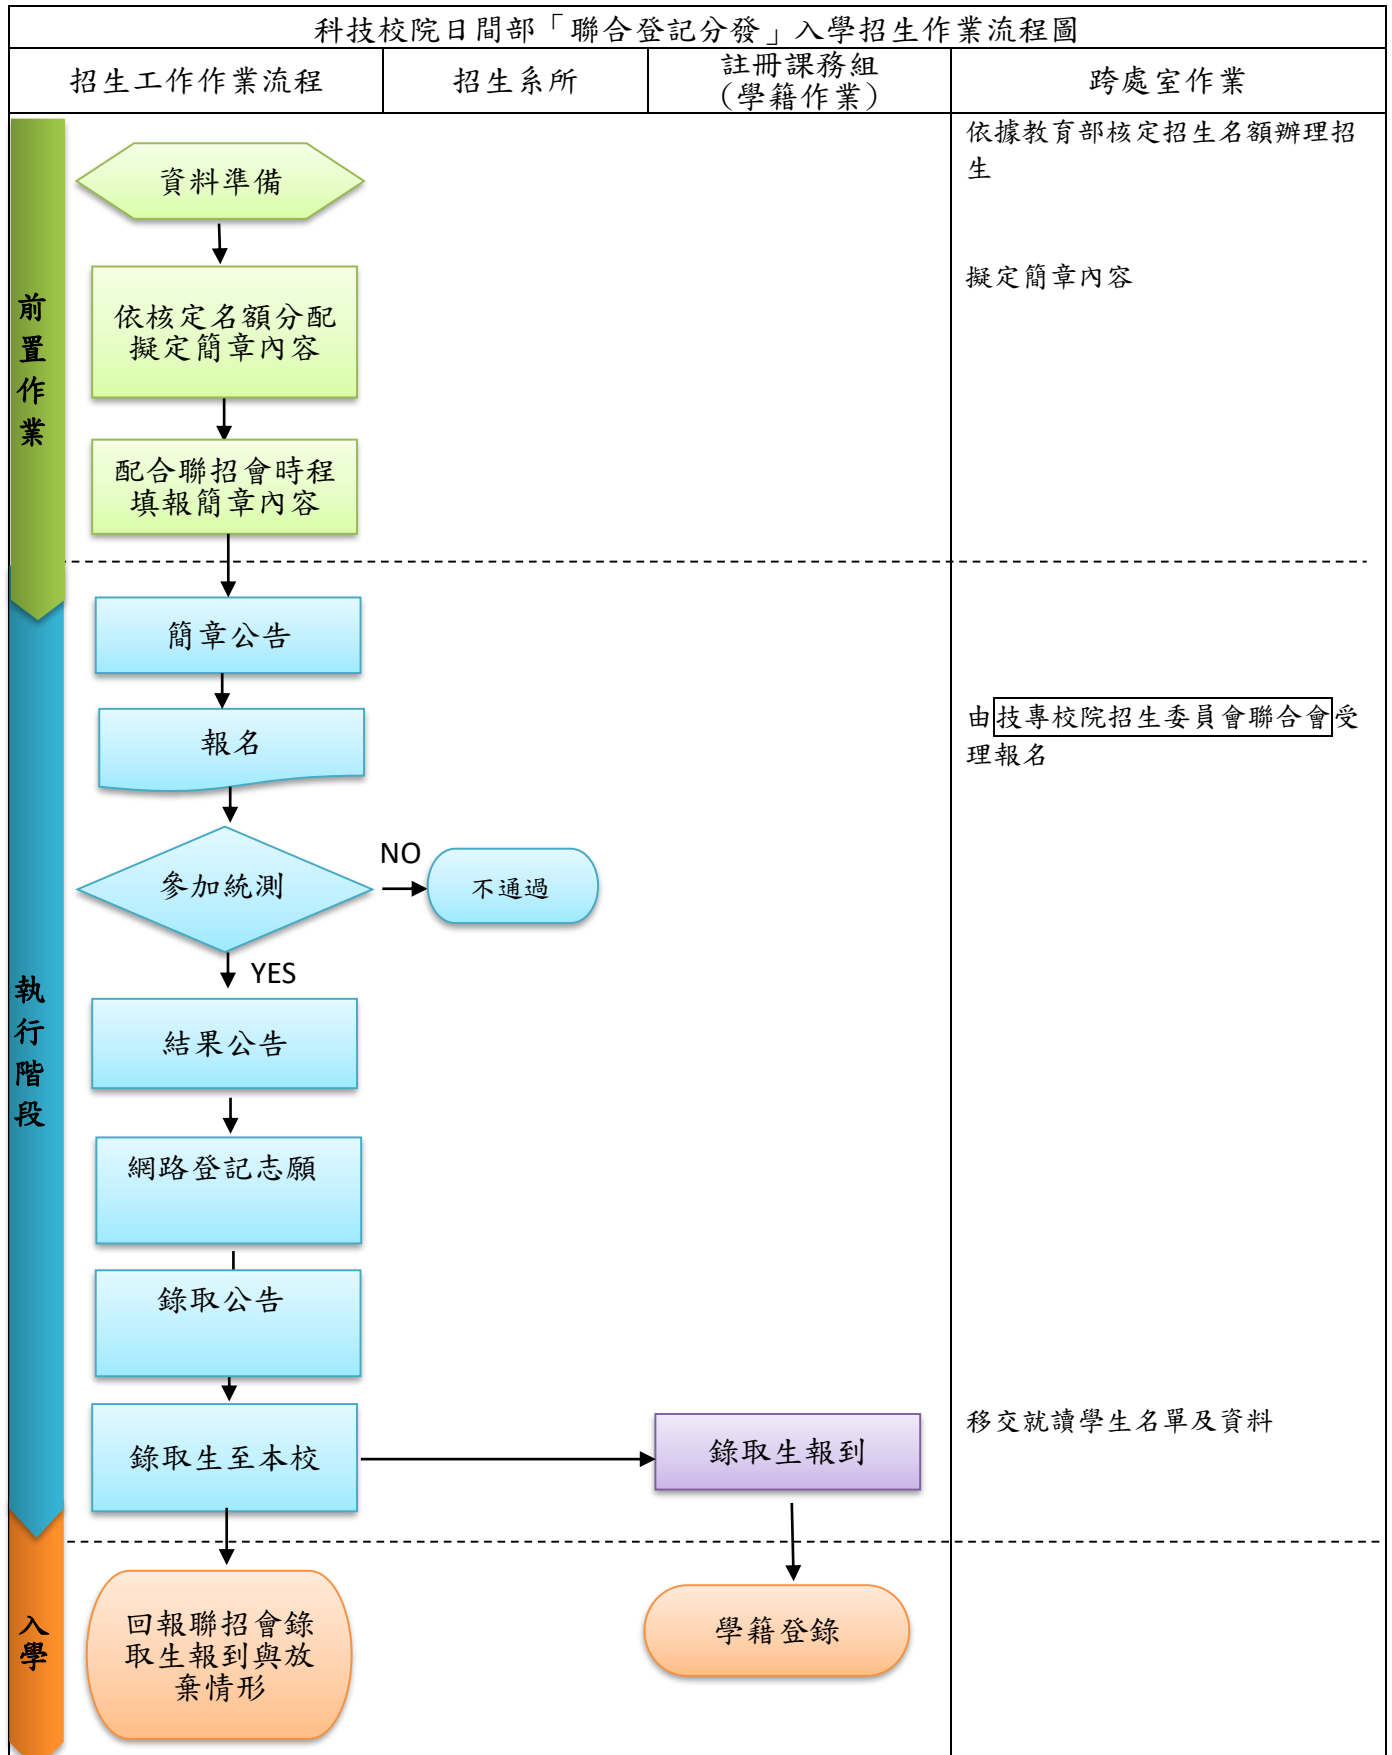 科技校院日間部「聯合登記分發」入學招生作業流程圖
招生工作作業流程
招生系所
註冊課務組
（學籍作業）
跨處室作業
前置作業
資料準備
依據教育部核定招生名額辦理招
生
依核定名額分配
擬定簡章內容
擬定簡章內容
配合聯招會時程
填報簡章內容
執行階段
簡章公告
報名
由技專校院招生委員會聯合會受
理報名
參加統測
NO
不通過
YES
結果公告
網路登記志願
錄取公告
錄取生至本校
錄取生報到
移交就讀學生名單及資料
入學
回報聯招會錄
取生報到與放
棄情形
學籍登錄